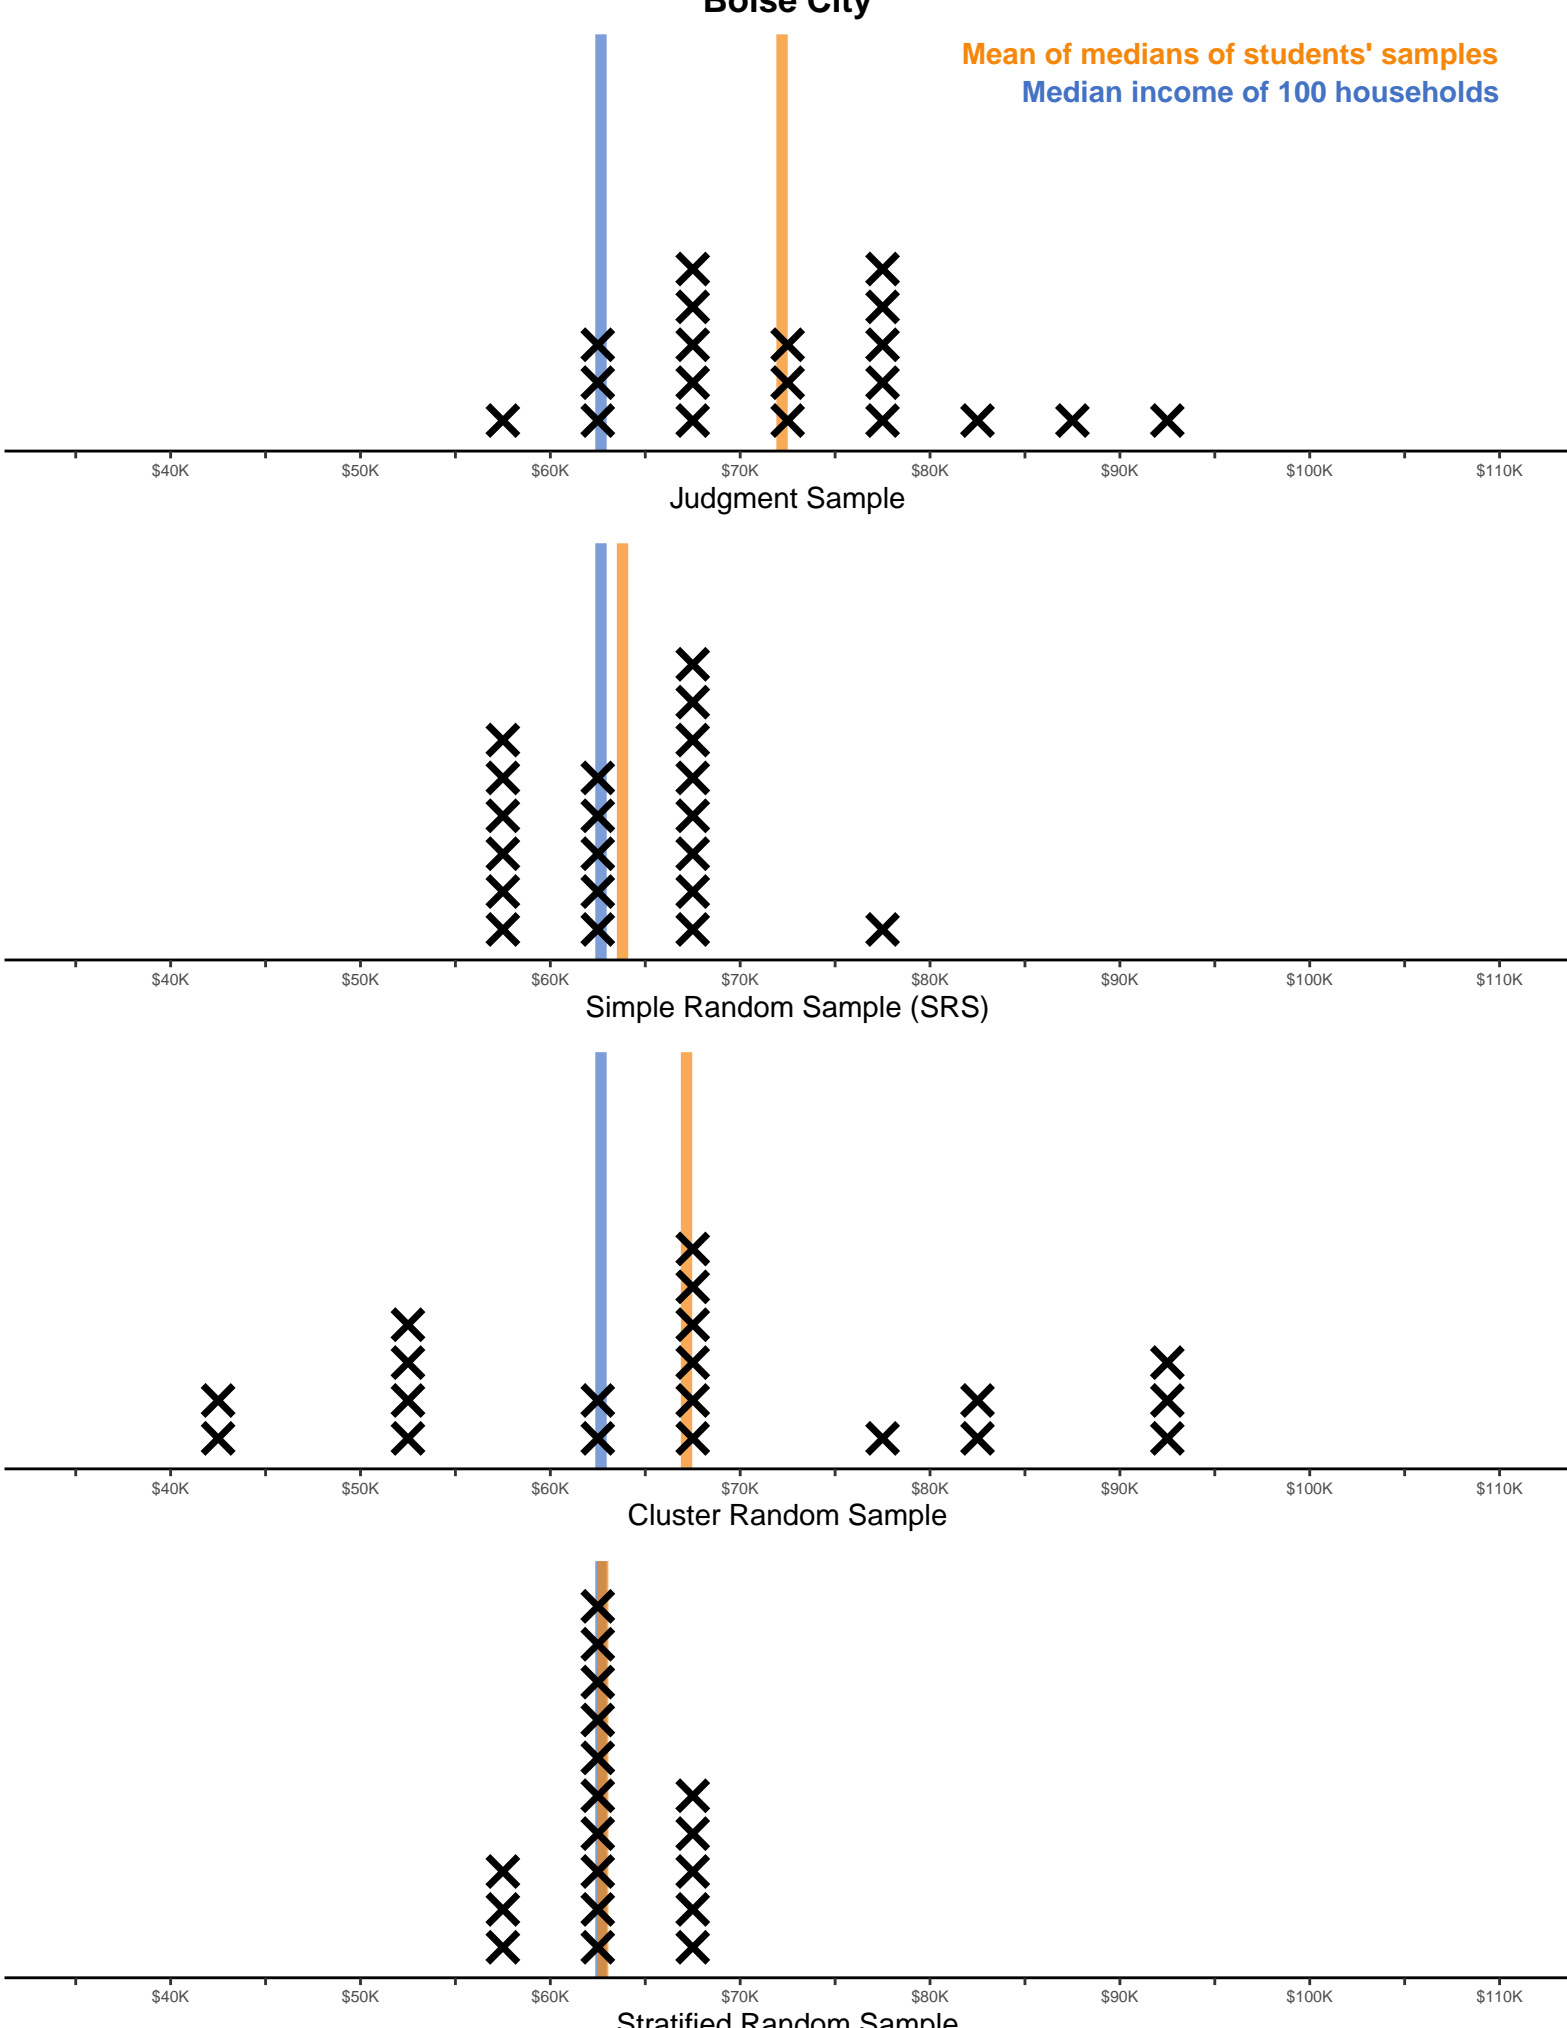 Boise City
Mean of medians of students' samples
Median income of 100 households
$40K $50K $60K $70K $80K $90K $100K $110K
Judgment Sample
$40K $50K $60K $70K $80K $90K $100K $110K
Simple Random Sample (SRS)
$40K $50K $60K $70K $80K $90K $100K $110K
Cluster Random Sample
$40K $50K $60K $70K $80K $90K $100K $110K
Stratified Random Sample